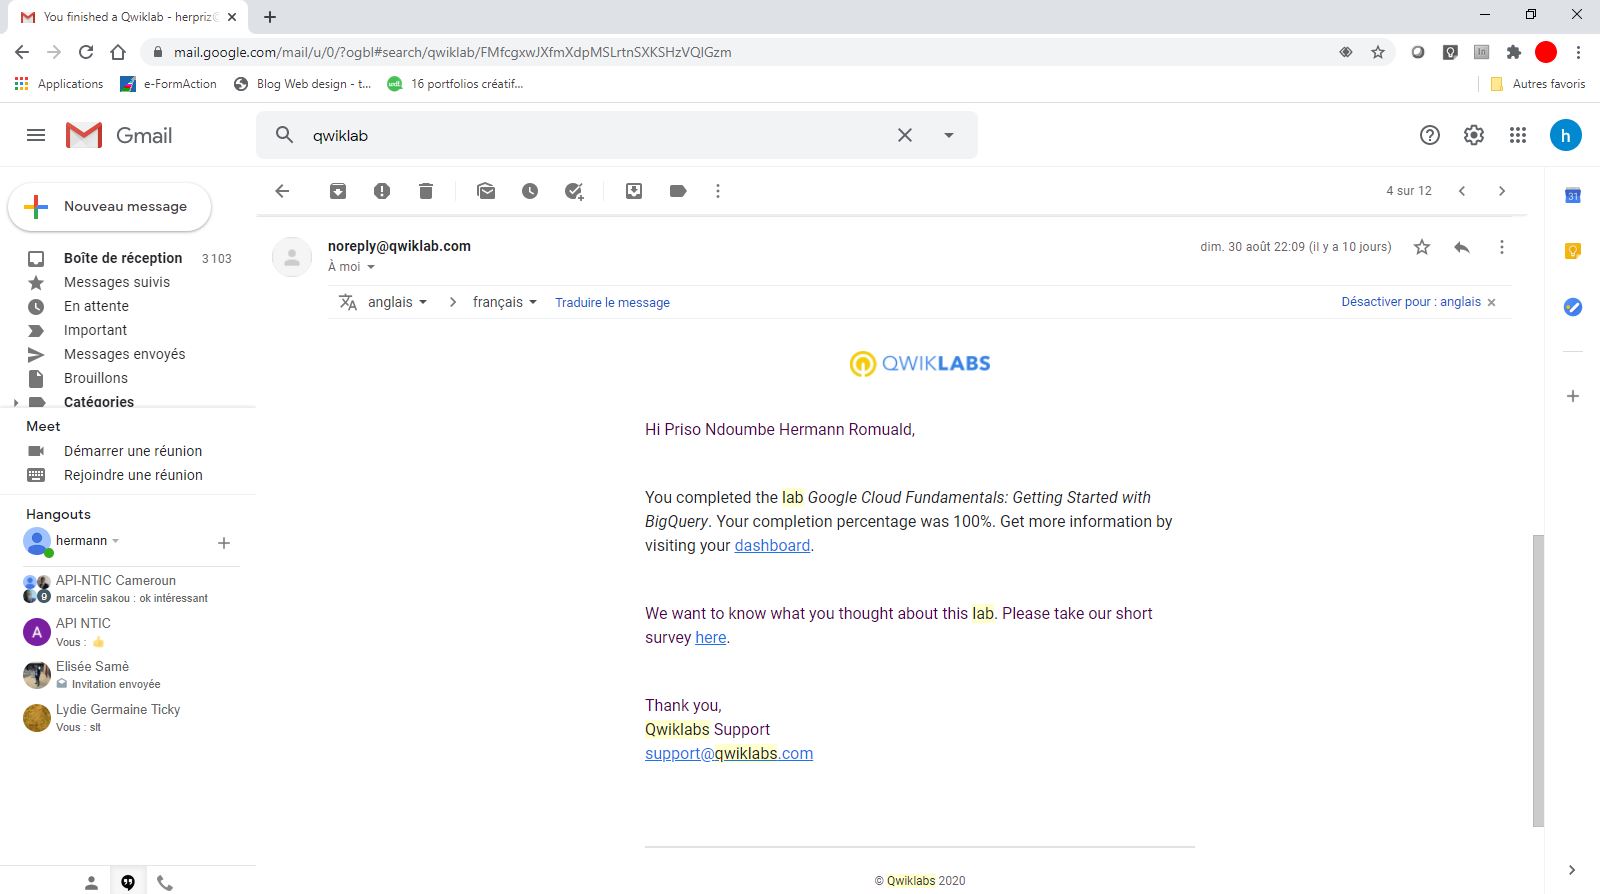 You finished a Qwiklab - herpriz@
mail.google.com/mail/u/0/?ogbl#search/qwiklab/FMfcgxwJXfmXdpMSLrtnSXKSHzVQlGzm
Applications
e-FormAction
Blog Web design - t...
16 portfolios créatif...
Autres favoris
Gmail
qwiklab
h
Nouveau message
4 sur 12
31
Boîte de réception 3 103
Messages suivis
En attente
Important
Messages envoyés
Brouillons
Catégories
Meet
Démarrer une réunion
Rejoindre une réunion
Hangouts
hermann
API-NTIC Cameroun
9
marcelin sakou : ok intéressant
A
API NTIC
Vous : 👍
Elisée Samè
Invitation envoyée
Lydie Germaine Ticky
Vous : slt
noreply@qwiklab.com
dim. 30 août 22:09 (il y a 10 jours)
À moi
anglais > français Traduire le message
Désactiver pour : anglais ×
QWIKLABS
Hi Priso Ndoumbe Hermann Romuald,
You completed the lab Google Cloud Fundamentals: Getting Started with
BigQuery. Your completion percentage was 100%. Get more information by
visiting your dashboard.
We want to know what you thought about this lab. Please take our short
survey here.
Thank you,
Qwiklabs Support
support@qwiklabs.com
© Qwiklabs 2020